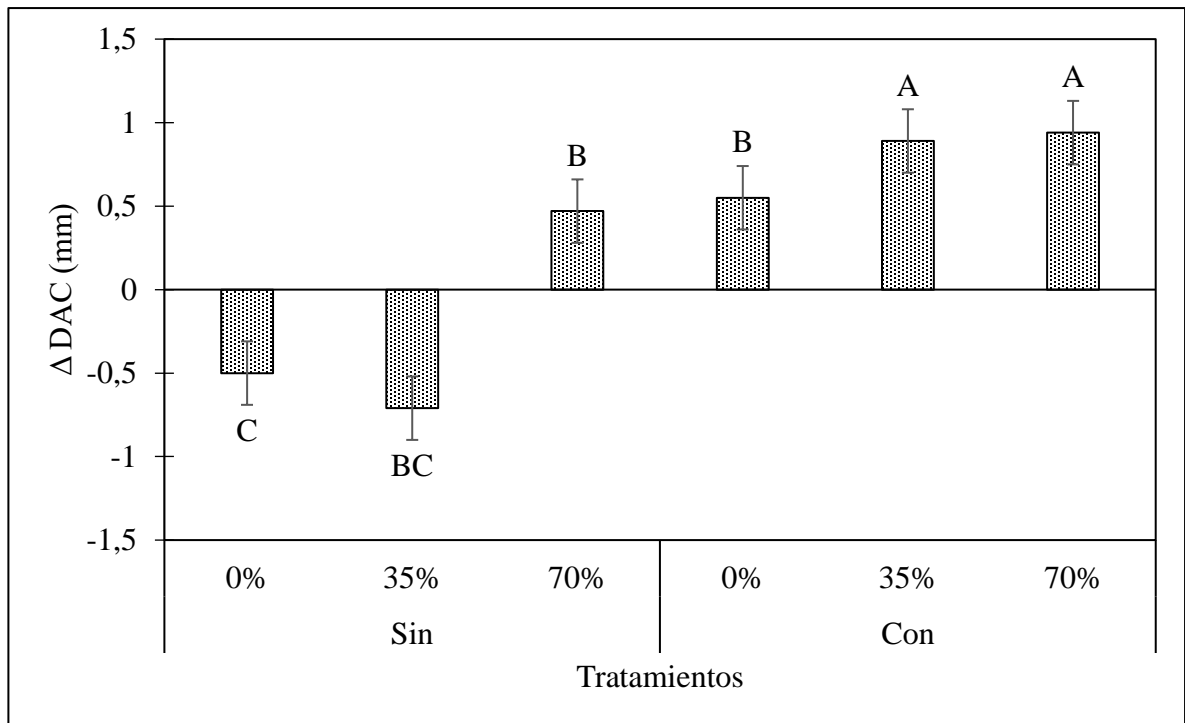 1,5
1
0,5
0
-0,5
-1
-1,5
Δ DAC (mm)
C
BC
B
B
A
A
0% 35% 70% 0% 35% 70%
Sin Con
Tratamientos